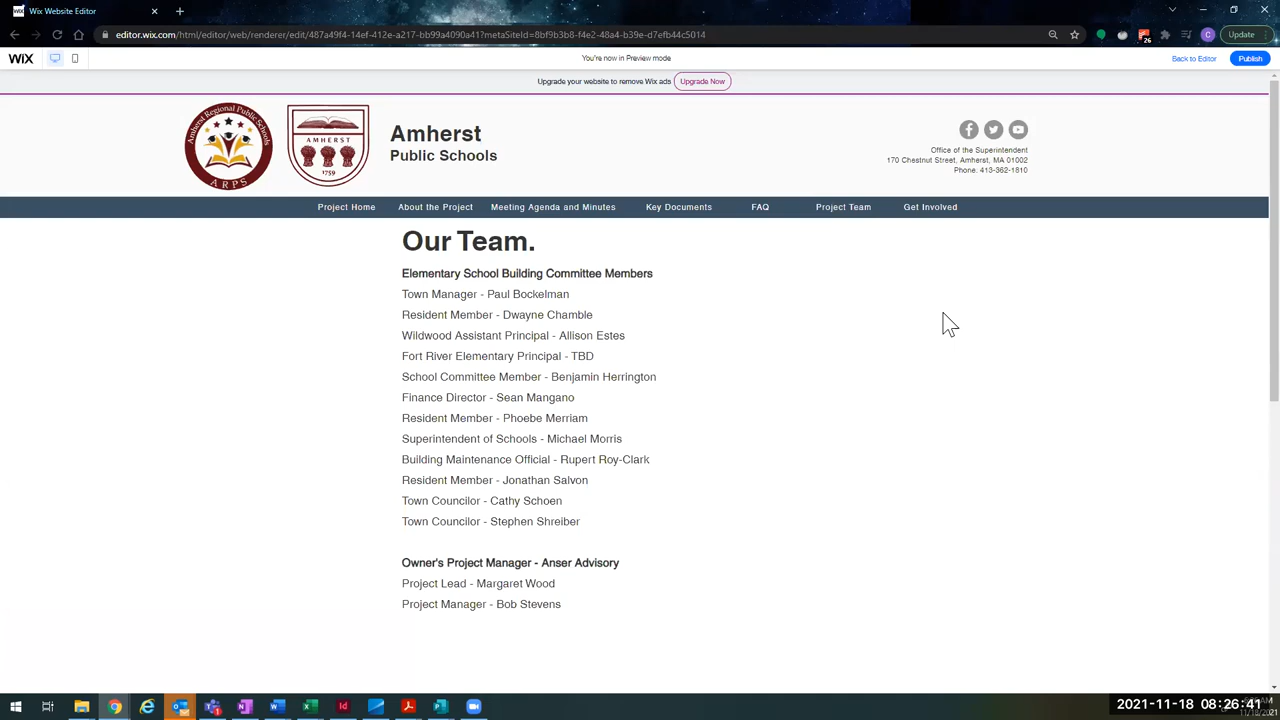 Wix Website Editor
editor.wix.com/html/editor/web/renderer/edit/487a49f4-14ef-412e-a217-bb99a4090a41?metaSiteId=8bf9b3b8-f4e2-48a4-b39e-d7efb44c5014
Update
WiX
You're now in Preview mode
Back to Editor
Publish
Upgrade your website to remove Wix ads
Upgrade Now
Amherst Regional Public Schools
ARPS
AMHERST
1759
Amherst
Public Schools
Office of the Superintendent
170 Chestnut Street, Amherst, MA 01002
Phone: 413-362-1810
Project Home
About the Project
Meeting Agenda and Minutes
Key Documents
FAQ
Project Team
Get Involved
Our Team.
Elementary School Building Committee Members
Town Manager - Paul Bockelman
Resident Member - Dwayne Chamble
Wildwood Assistant Principal - Allison Estes
Fort River Elementary Principal - TBD
School Committee Member - Benjamin Herrington
Finance Director - Sean Mangano
Resident Member - Phoebe Merriam
Superintendent of Schools - Michael Morris
Building Maintenance Official - Rupert Roy-Clark
Resident Member - Jonathan Salvon
Town Councilor - Cathy Schoen
Town Councilor - Stephen Shreiber
Owner's Project Manager - Anser Advisory
Project Lead - Margaret Wood
Project Manager - Bob Stevens
2021-11-18 08:26:41